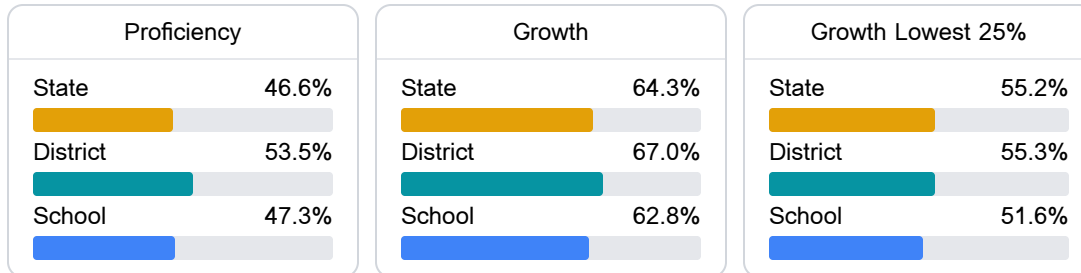 Proficiency
State 46.6%
District 53.5%
School 47.3%
Growth
State 64.3%
District 67.0%
School 62.8%
Growth Lowest 25%
State 55.2%
District 55.3%
School 51.6%